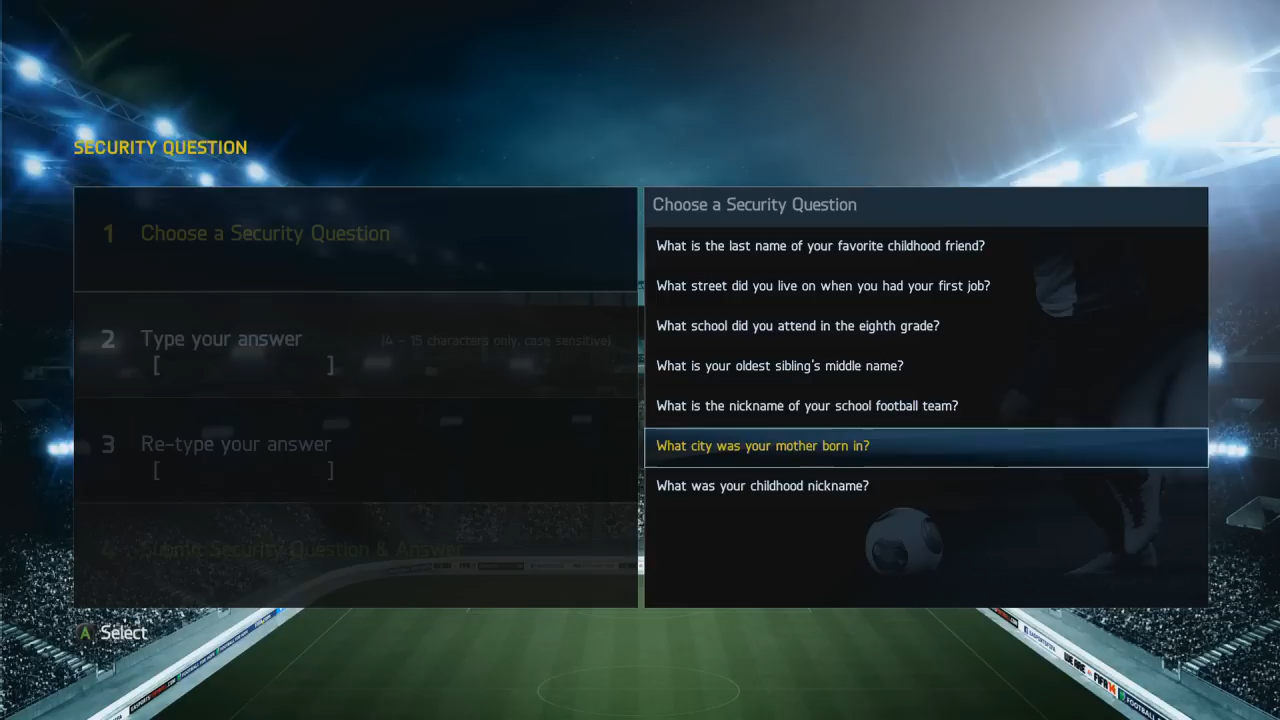 SECURITY QUESTION
1 Choose a Security Question
2 Type your answer (4 - 15 characters only, case sensitive)
[ ]
3 Re-type your answer
[ ]
4 Submit Security Question & Answer
Choose a Security Question
What is the last name of your favorite childhood friend?
What street did you live on when you had your first job?
What school did you attend in the eighth grade?
What is your oldest sibling's middle name?
What is the nickname of your school football team?
What city was your mother born in?
What was your childhood nickname?
A Select
WE ARE FIFA 14